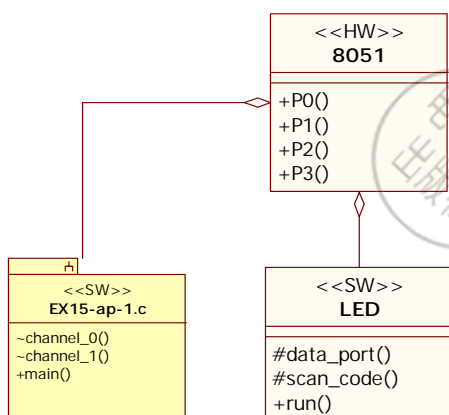 <<HW>>
8051
+P0()
+P1()
+P2()
+P3()
<<SW>>
EX15-ap-1.c
~channel_0()
~channel_1()
+main()
<<SW>>
LED
#data_port()
#scan_code()
+run()